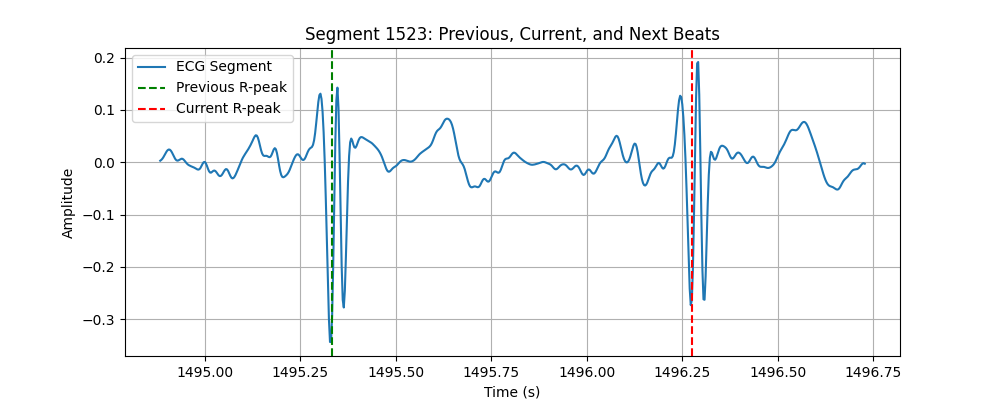 Segment 1523: Previous, Current, and Next Beats
ECG Segment
Previous R-peak
Current R-peak
0.2
0.1
0.0
−0.1
−0.2
−0.3
Amplitude
1495.00 1495.25 1495.50 1495.75 1496.00 1496.25 1496.50 1496.75
Time (s)